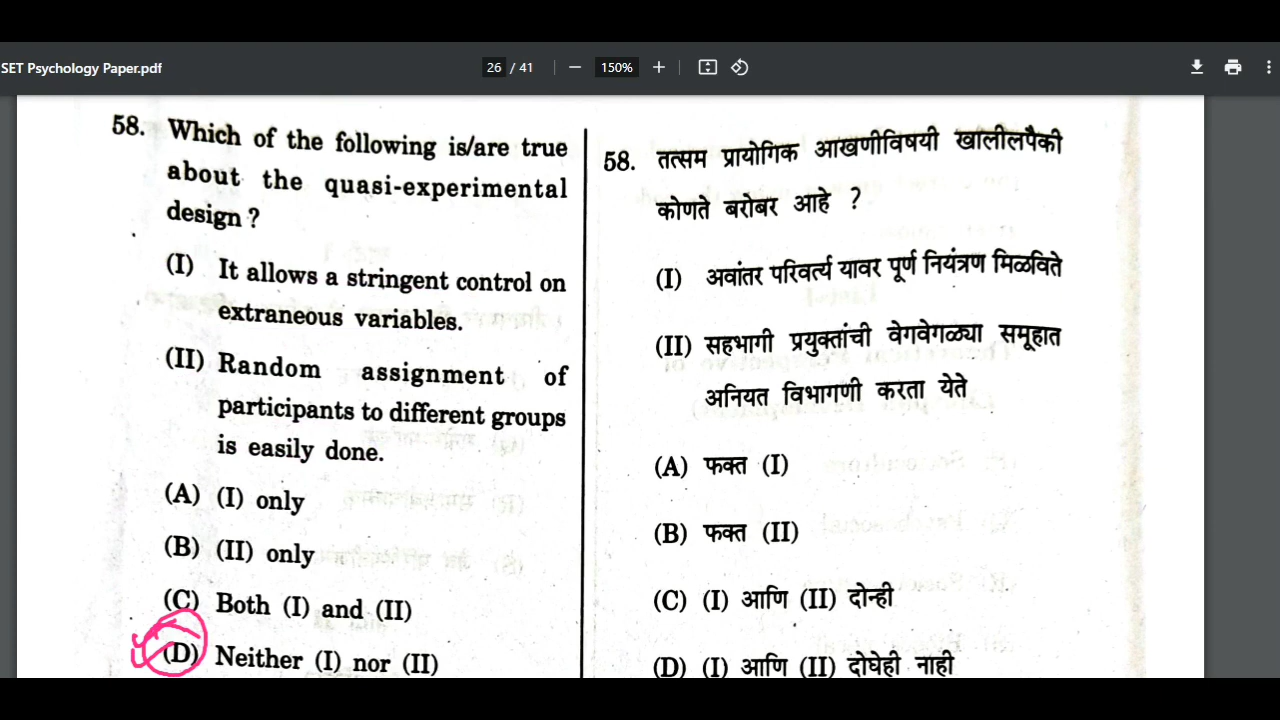 SET Psychology Paper.pdf
26 / 41
150%
58. Which of the following is/are true
about the quasi-experimental
design ?
(I) It allows a stringent control on
extraneous variables.
(II) Random assignment of
participants to different groups
is easily done.
(A) (I) only
(B) (II) only
(C) Both (I) and (II)
(D) Neither (I) nor (II)
58. तत्सम प्रायोगिक आखणीविषयी खालीलपैकी
कोणते बरोबर आहे ?
(I) अवांतर परिवर्त्य यावर पूर्ण नियंत्रण मिळविते
(II) सहभागी प्रयुक्तांची वेगवेगळ्या समूहात
अनियत विभागणी करता येते
(A) फक्त (I)
(B) फक्त (II)
(C) (I) आणि (II) दोन्ही
(D) (I) आणि (II) दोघेही नाही